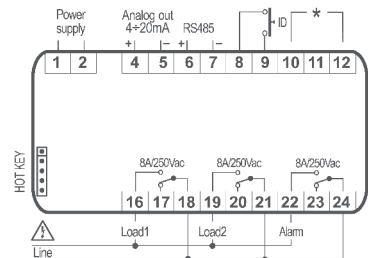 Power supply
Analog out
4÷20mA
RS485
ID
*
+ − + −
1 2 4 5 6 7 8 9 10 11 12
HOT KEY
8A/250Vac 8A/250Vac 8A/250Vac
16 17 18 19 20 21 22 23 24
Load1 Load2 Alarm
Line